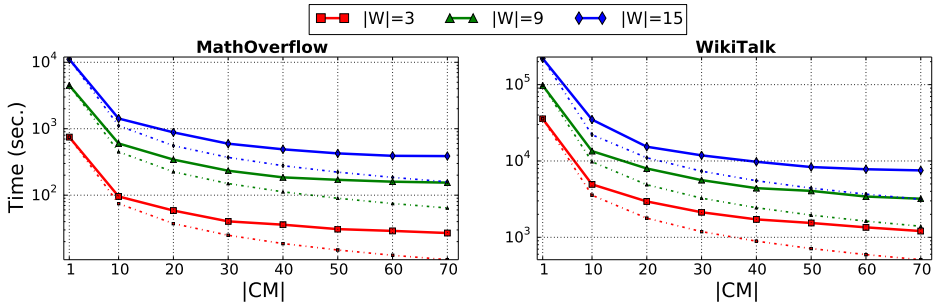 |W|=3 |W|=9 |W|=15
MathOverflow
Time (sec.)
10^4
10^3
10^2
1 10 20 30 40 50 60 70
|CM|
WikiTalk
10^5
10^4
10^3
1 10 20 30 40 50 60 70
|CM|